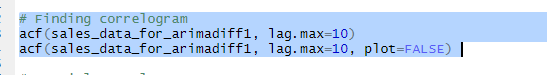 # Finding correlogram
acf(sales_data_for_arimadiff1, lag.max=10)
acf(sales_data_for_arimadiff1, lag.max=10, plot=FALSE)